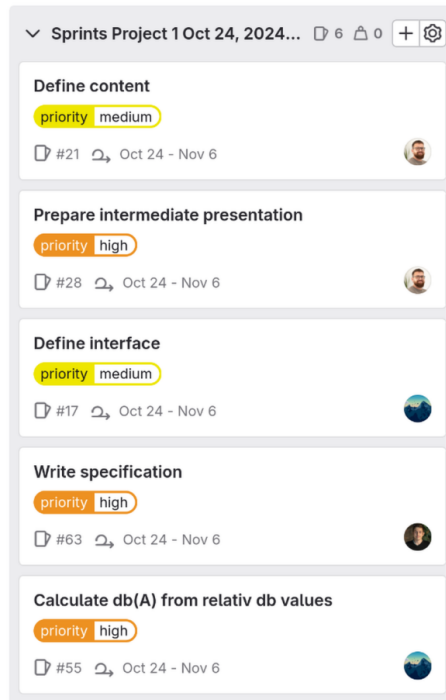 Sprints Project 1 Oct 24, 2024... 6 0
Define content
priority medium
#21 Oct 24 - Nov 6
Prepare intermediate presentation
priority high
#28 Oct 24 - Nov 6
Define interface
priority medium
#17 Oct 24 - Nov 6
Write specification
priority high
#63 Oct 24 - Nov 6
Calculate db(A) from relativ db values
priority high
#55 Oct 24 - Nov 6